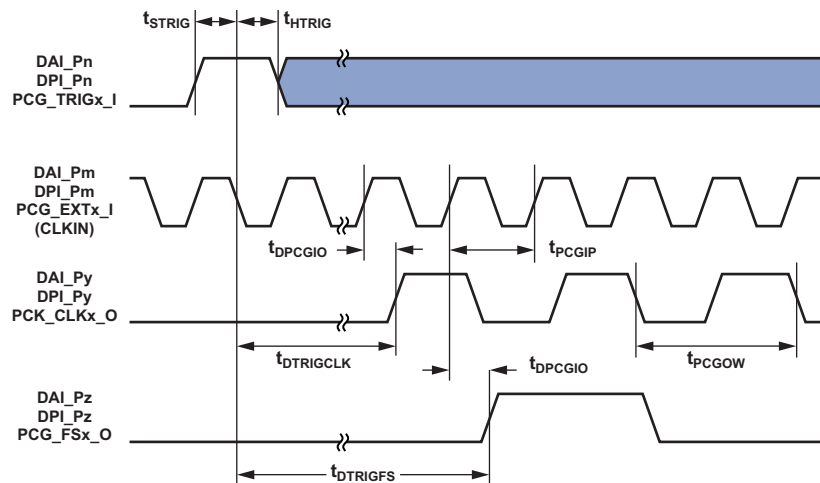 tSTRIG
tHTRIG
DAI_Pn
DPI_Pn
PCG_TRIGx_I
DAI_Pm
DPI_Pm
PCG_EXTx_I
(CLKIN)
tDPCGIO
tPCGIP
DAI_Py
DPI_Py
PCK_CLKx_O
tDTRIGCLK
tDPCGIO
tPCGOW
DAI_Pz
DPI_Pz
PCG_FSx_O
tDTRIGFS